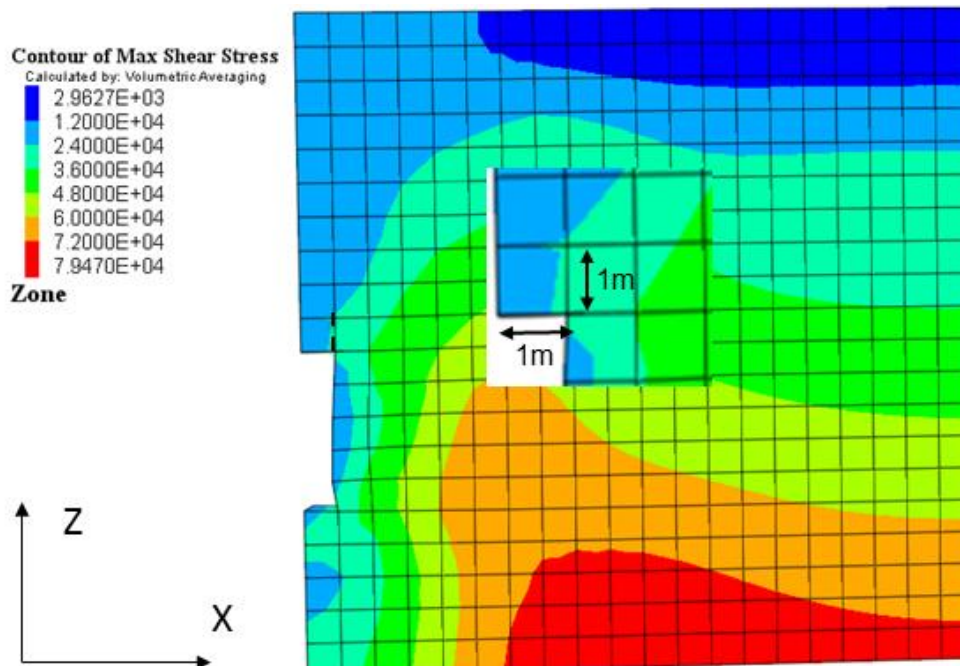 Contour of Max Shear Stress
Calculated by: Volumetric Averaging
2.9627E+03
1.2000E+04
2.4000E+04
3.6000E+04
4.8000E+04
6.0000E+04
7.2000E+04
7.9470E+04
Zone
1m
1m
Z
X